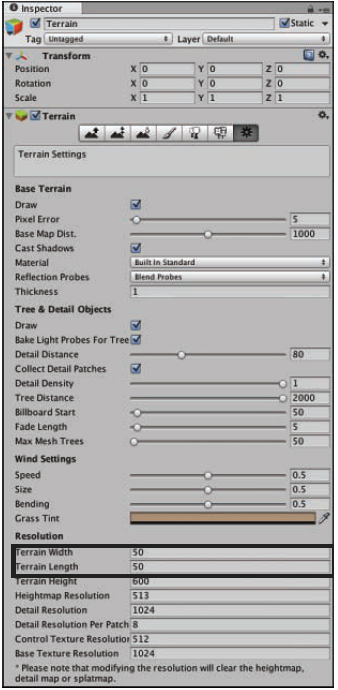 Inspector
Terrain Static
Tag Untagged Layer Default
Transform
Position X 0 Y 0 Z 0
Rotation X 0 Y 0 Z 0
Scale X 1 Y 1 Z 1
Terrain
Terrain Settings
Base Terrain
Draw
Pixel Error 5
Base Map Dist. 1000
Cast Shadows
Material Built In Standard
Reflection Probes Blend Probes
Thickness 1
Tree & Detail Objects
Draw
Bake Light Probes For Tree
Detail Distance 80
Collect Detail Patches
Detail Density 1
Tree Distance 2000
Billboard Start 50
Fade Length 5
Max Mesh Trees 50
Wind Settings
Speed 0.5
Size 0.5
Bending 0.5
Grass Tint
Resolution
Terrain Width 50
Terrain Length 50
Terrain Height 600
Heightmap Resolution 513
Detail Resolution 1024
Detail Resolution Per Patch 8
Control Texture Resolution 512
Base Texture Resolution 1024
* Please note that modifying the resolution will clear the heightmap,
detail map or splatmap.